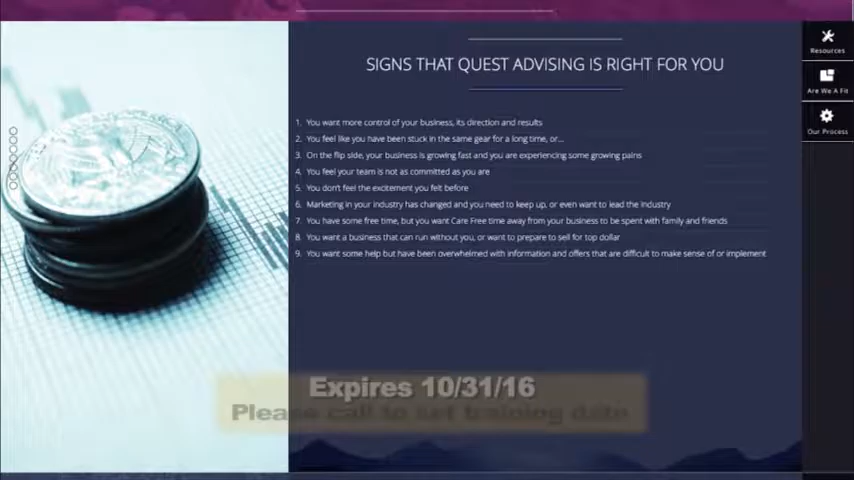 SIGNS THAT QUEST ADVISING IS RIGHT FOR YOU
1. You want more control of your business, its direction and results
2. You feel like you have been stuck in the same gear for a long time, or...
3. On the flip side, your business is growing fast and you are experiencing some growing pains
4. You feel your team is not as committed as you are
5. You don't feel the excitement you felt before
6. Marketing in your industry has changed and you need to keep up, or even want to lead the industry
7. You have some free time, but you want Care Free time away from your business to be spent with family and friends
8. You want a business that can run without you, or want to prepare to sell for top dollar
9. You want some help but have been overwhelmed with information and offers that are difficult to make sense of or implement
Resources
Are We A Fit
Our Process
Expires 10/31/16
Please call to set training date